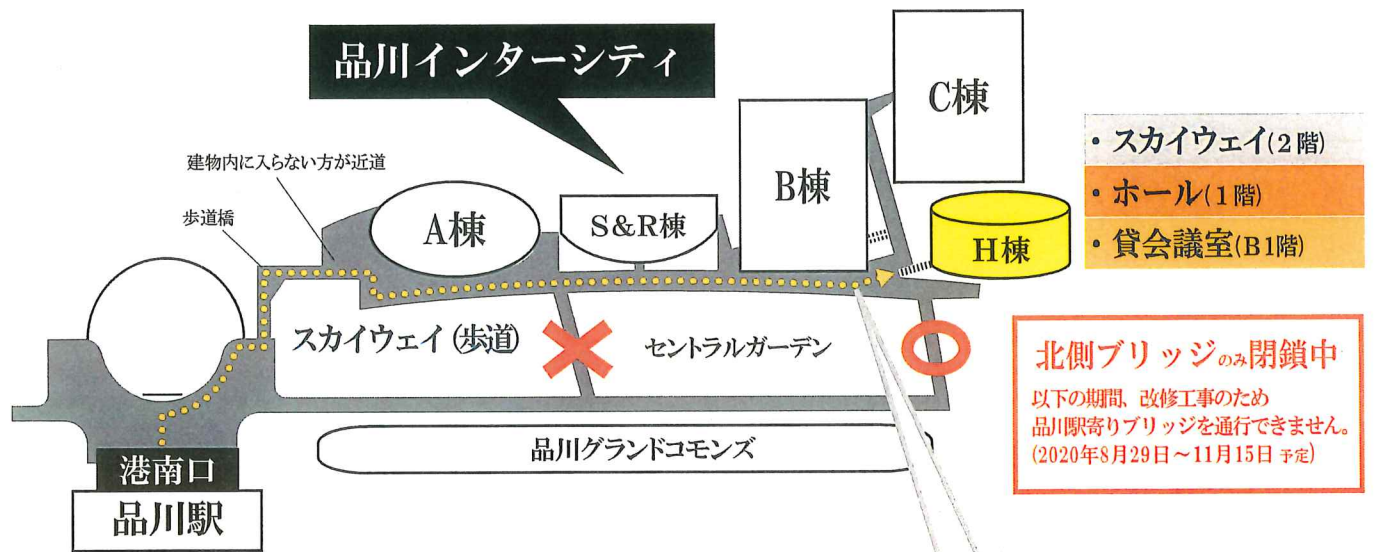 品川インターシティ
C棟
・スカイウェイ(2階)
建物内に入らない方が近道
B棟
・ホール(1階)
歩道橋
A棟
S&R棟
H棟
・貸会議室(B1階)
スカイウェイ(歩道)
セントラルガーデン
北側ブリッジのみ閉鎖中
以下の期間、改修工事のため
品川駅寄りブリッジを通行できません。
(2020年8月29日～11月15日 予定)
品川グランドコモンズ
港南口
品川駅